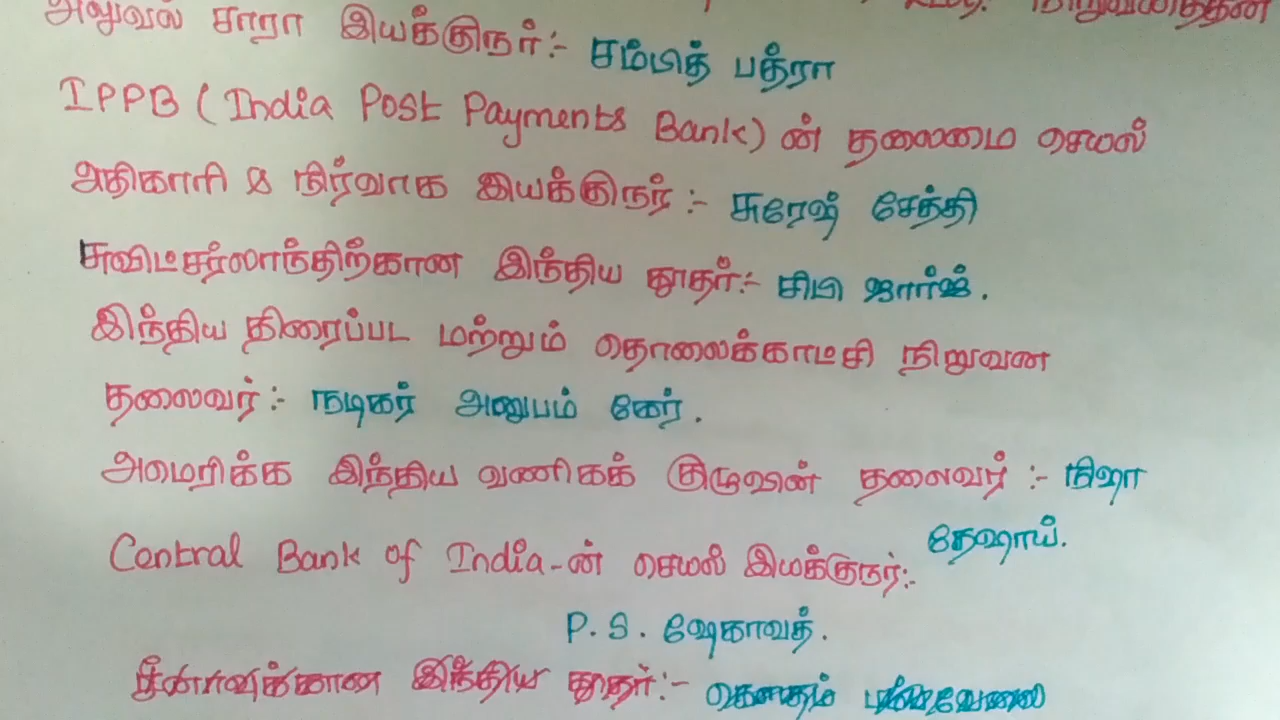 நிறுவனத்தின்
அலுவல் சாரா இயக்குநர்:- சம்பித் பத்ரா
IPPB (India Post Payments Bank) ன் தலைமை செயல்
அதிகாரி & நிர்வாக இயக்குநர்:- சுரேஷ் சேத்தி
சுவிட்சர்லாந்திற்கான இந்திய தூதர்:- சிபி ஜார்ஜ்.
இந்திய திரைப்பட மற்றும் தொலைக்காட்சி நிறுவன
தலைவர்:- நடிகர் அனுபம் கேர்.
அமெரிக்க இந்திய வணிகக் குழுவின் தலைவர் :- நிஷா
தேஷாய்.
Central Bank of India-ன் செயல் இயக்குநர்:-
P. S. ஷேகாவத்.
சீனாவுக்கான இந்திய தூதர்:- கௌதம்